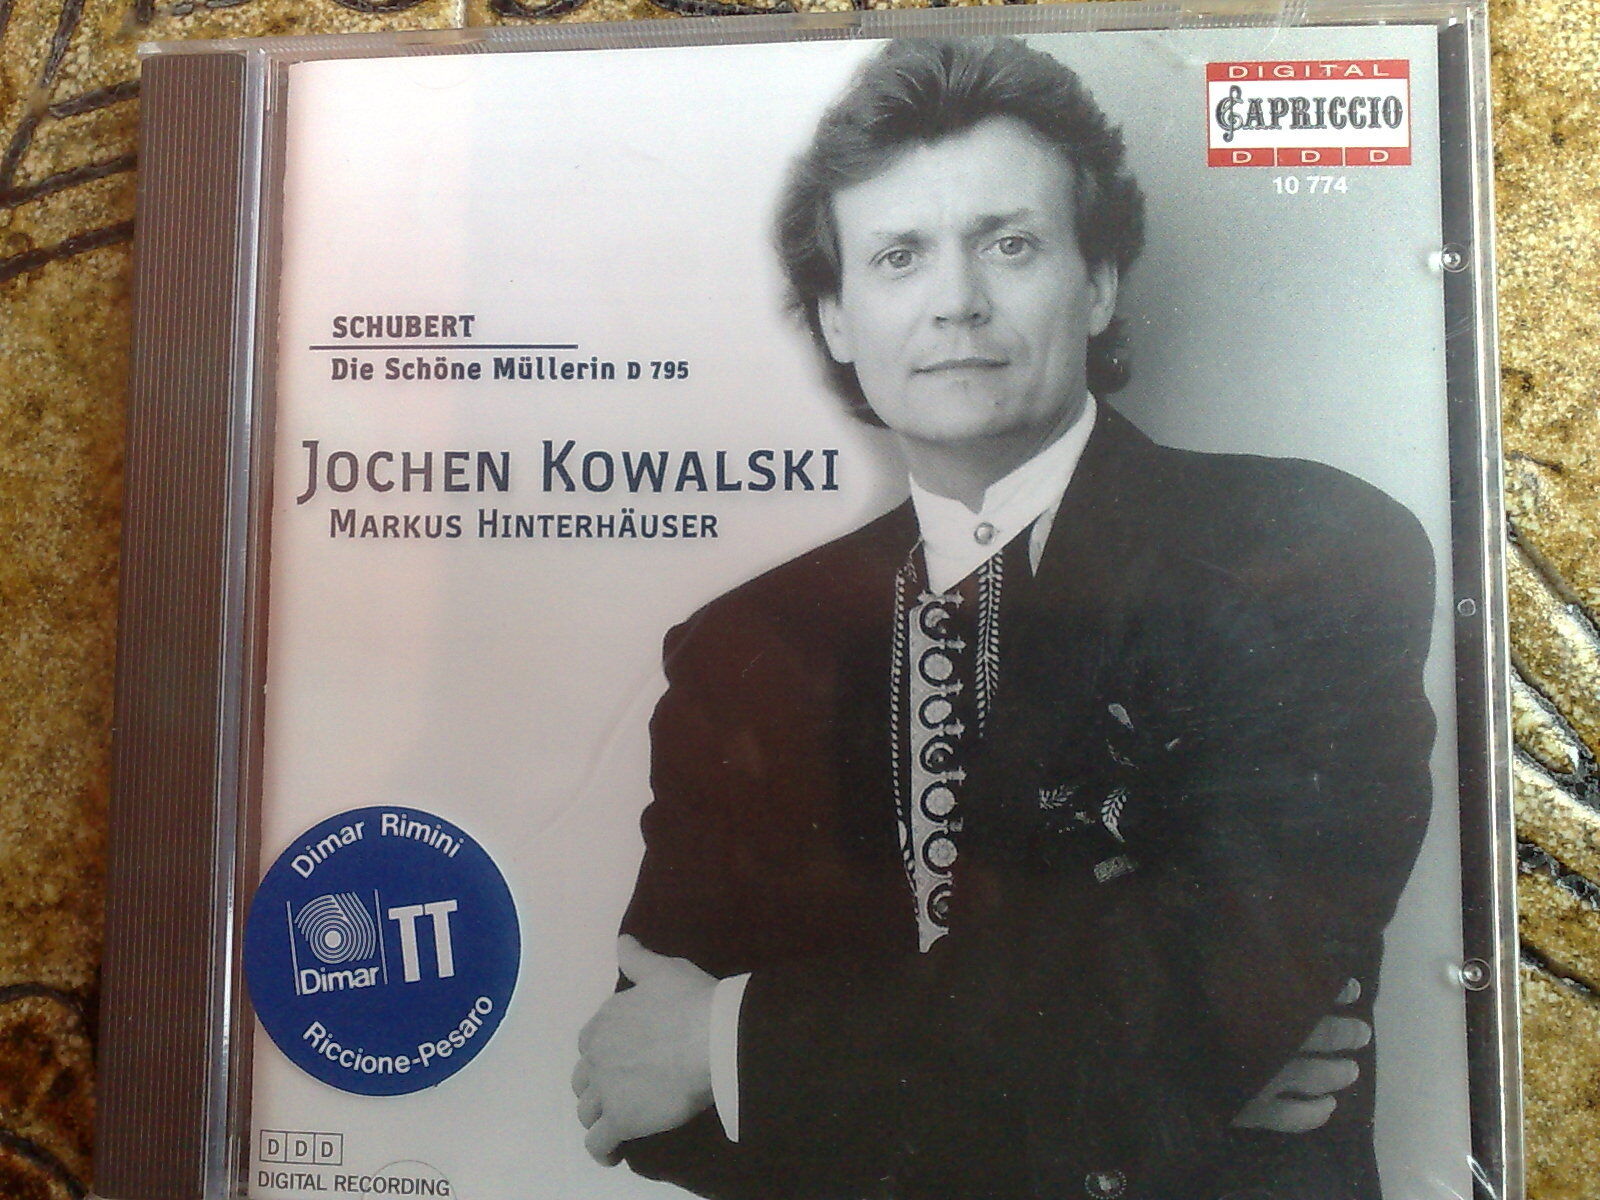 DIGITAL
CAPRICCIO
D D D
10 774
SCHUBERT
Die Schöne Müllerin D 795
JOCHEN KOWALSKI
MARKUS HINTERHÄUSER
Dimar Rimini
Dimar TT
Riccione-Pesaro
D D D
DIGITAL RECORDING